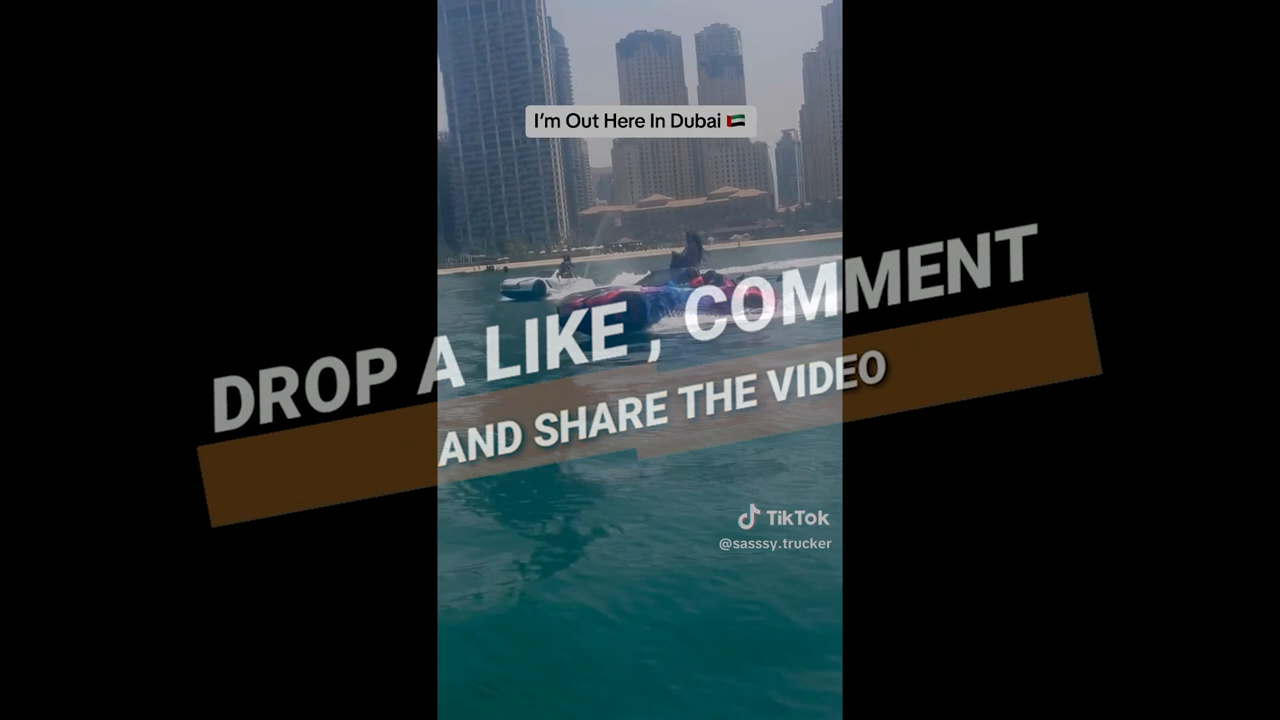 I'm Out Here In Dubai 🇦🇪
DROP A LIKE , COMMENT
AND SHARE THE VIDEO
TikTok
@sasssy.trucker